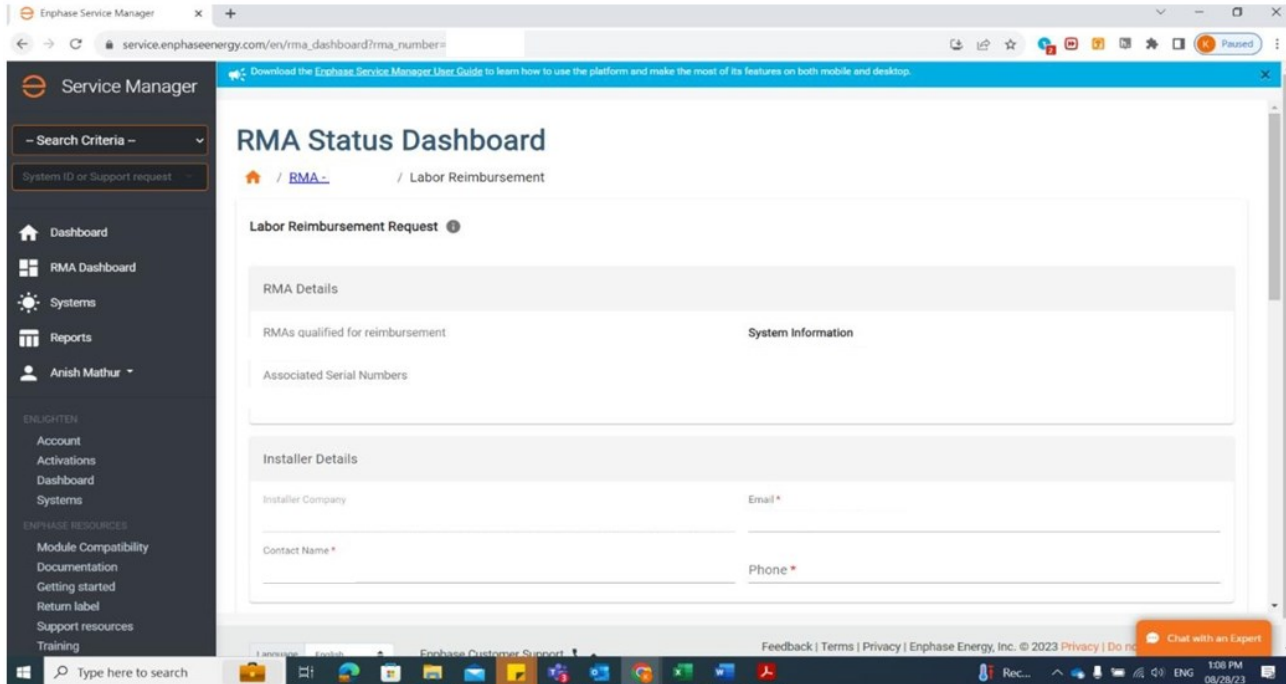 Enphase Service Manager
service.enphaseenergy.com/en/rma_dashboard?rma_number=
Paused
Service Manager
Download the Enphase Service Manager User Guide to learn how to use the platform and make the most of its features on both mobile and desktop.
-- Search Criteria --
System ID or Support request
Dashboard
RMA Dashboard
Systems
Reports
Anish Mathur
ENLIGHTEN
Account
Activations
Dashboard
Systems
ENPHASE RESOURCES
Module Compatibility
Documentation
Getting started
Return label
Support resources
Training
RMA Status Dashboard
/ RMA - / Labor Reimbursement
Labor Reimbursement Request
RMA Details
RMAs qualified for reimbursement
System Information
Associated Serial Numbers
Installer Details
Installer Company
Email *
Contact Name *
Phone *
Language English
Enphase Customer Support
Feedback | Terms | Privacy | Enphase Energy, Inc. © 2023 Privacy | Do
Chat with an Expert
Type here to search
Rec...
ENG
1:08 PM
08/28/23